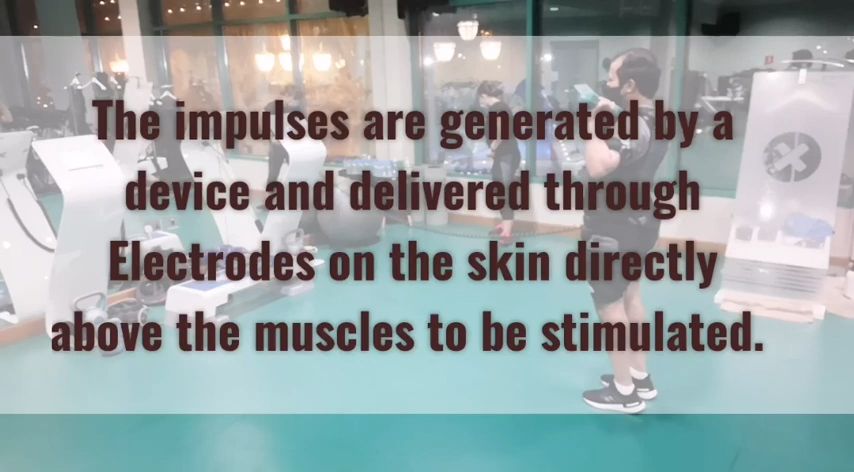 The impulses are generated by a
device and delivered through
Electrodes on the skin directly
above the muscles to be stimulated.